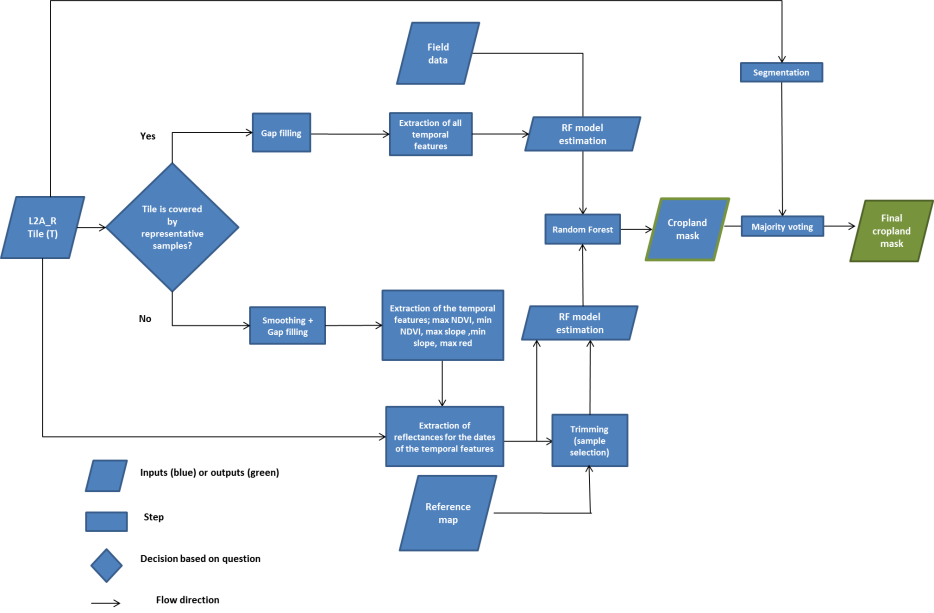 Field
data
Segmentation
Yes
Gap filling
Extraction of all
temporal
features
RF model
estimation
L2A_R
Tile (T)
Tile is covered
by
representative
samples?
Random Forest
Cropland
mask
Majority voting
Final
cropland
mask
No
Smoothing +
Gap filling
Extraction of the temporal
features; max NDVI, min
NDVI, max slope ,min
slope, max red
RF model
estimation
Extraction of
reflectances for the dates
of the temporal features
Trimming
(sample
selection)
Reference
map
Inputs (blue) or outputs (green)
Step
Decision based on question
Flow direction